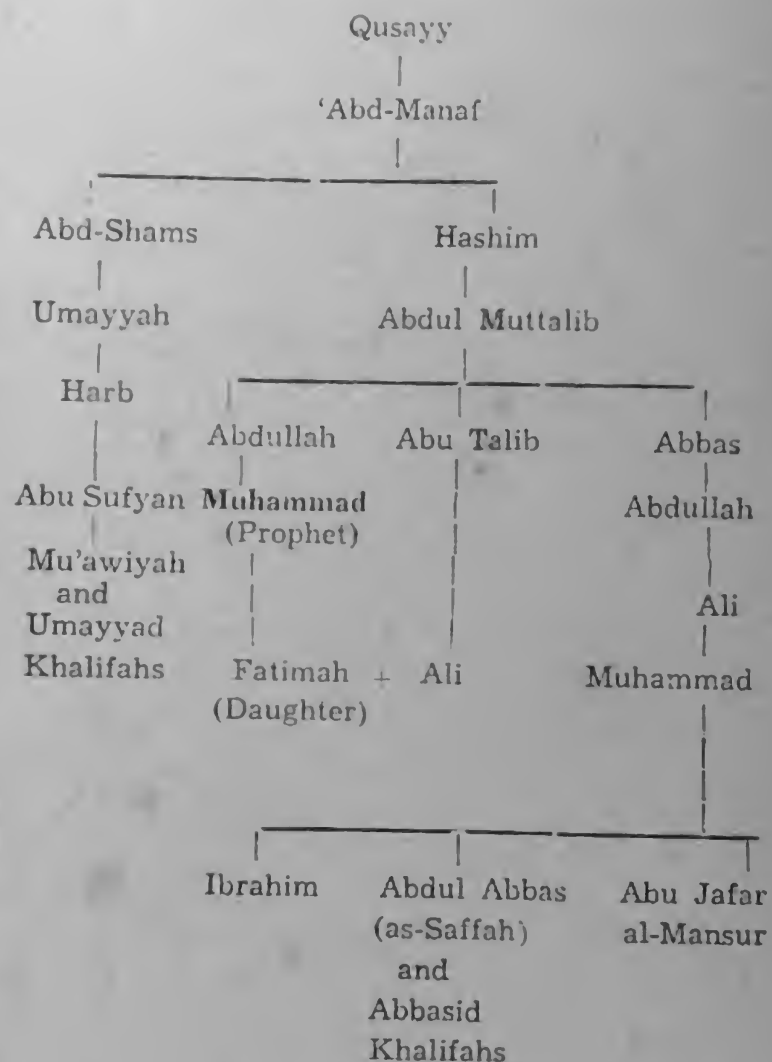 Qusayy
‘Abd-Manaf
Abd-Shams Hashim
Umayyah Abdul Muttalib
Harb
Abdullah Abu Talib Abbas
Abu Sufyan Muhammad Abdullah
(Prophet)
Mu’awiyah
and
Umayyad Ali
Khalifahs Fatimah + Ali Muhammad
(Daughter)
Ibrahim Abdul Abbas Abu Jafar
(as-Saffah) al-Mansur
and
Abbasid
Khalifahs